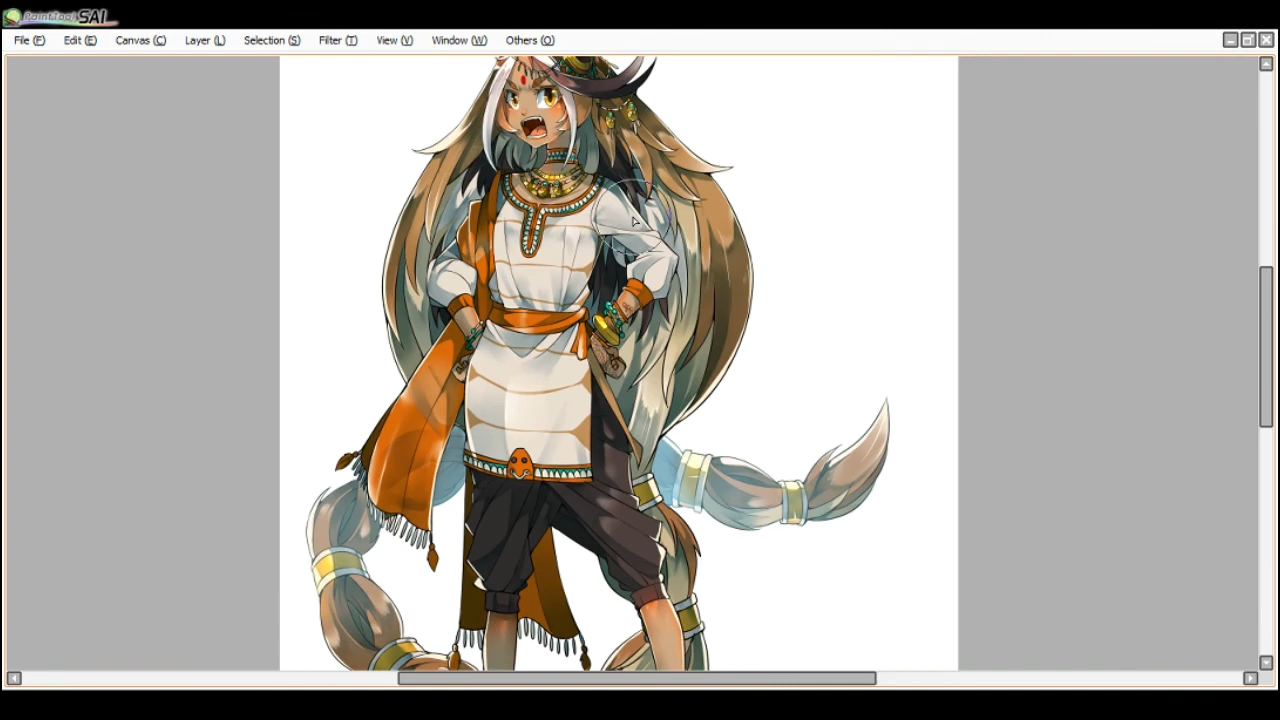 PaintTool SAI
File (F) Edit (E) Canvas (C) Layer (L) Selection (S) Filter (T) View (V) Window (W) Others (O)